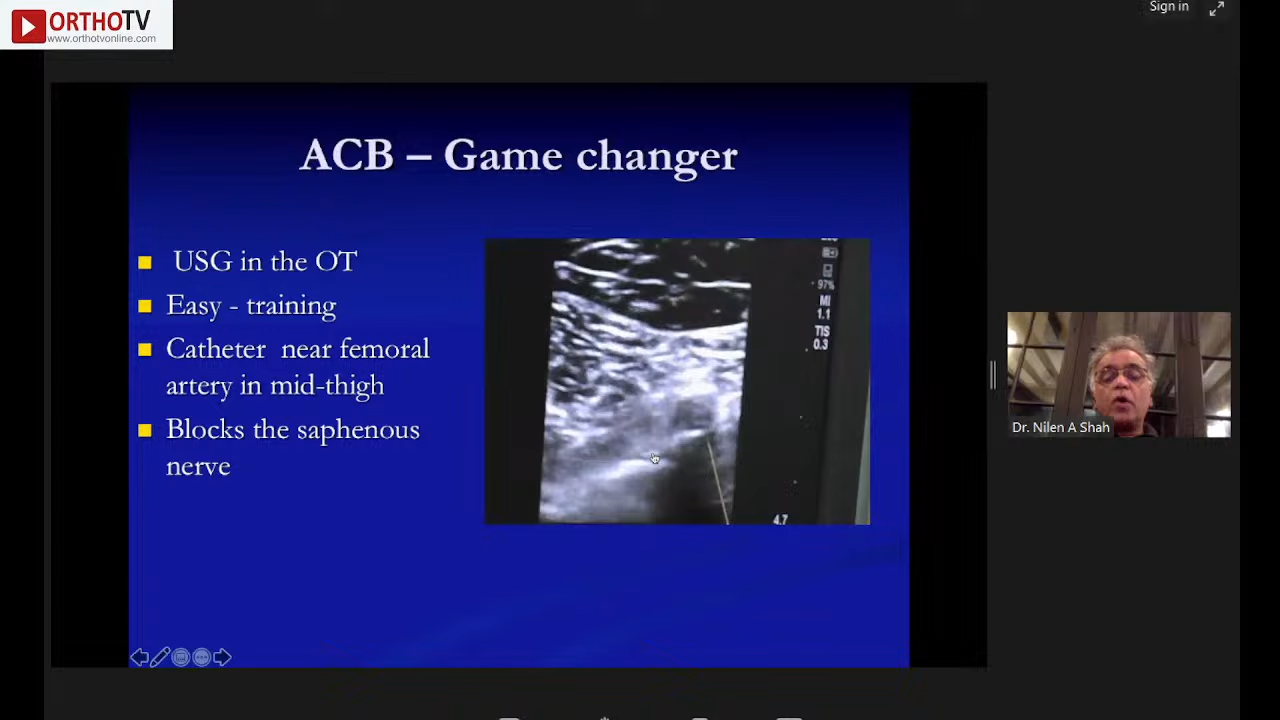 ORTHOTV
www.orthotvonline.com
Sign in
ACB – Game changer
USG in the OT
Easy - training
Catheter near femoral
artery in mid-thigh
Blocks the saphenous
nerve
97%
MI
1.1
TIS
0.3
4.7
Dr. Nilen A Shah